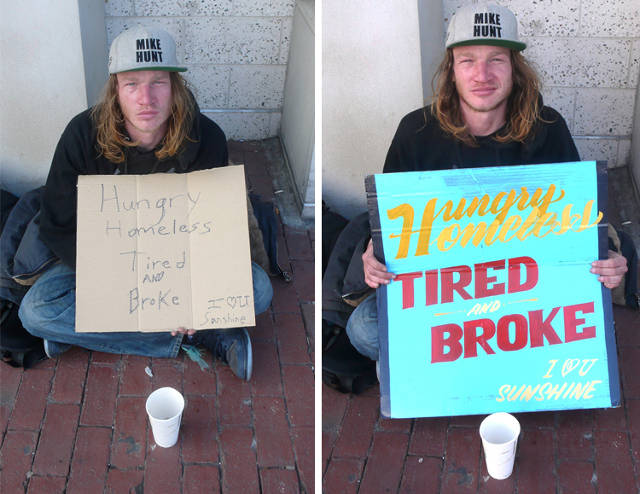 MIKE
HUNT
Hungry
Homeless
Tired
AND
Broke
I ♡ U
Sunshine
MIKE
HUNT
Hungry
Homeless
TIRED
AND
BROKE
I ♡ U
SUNSHINE